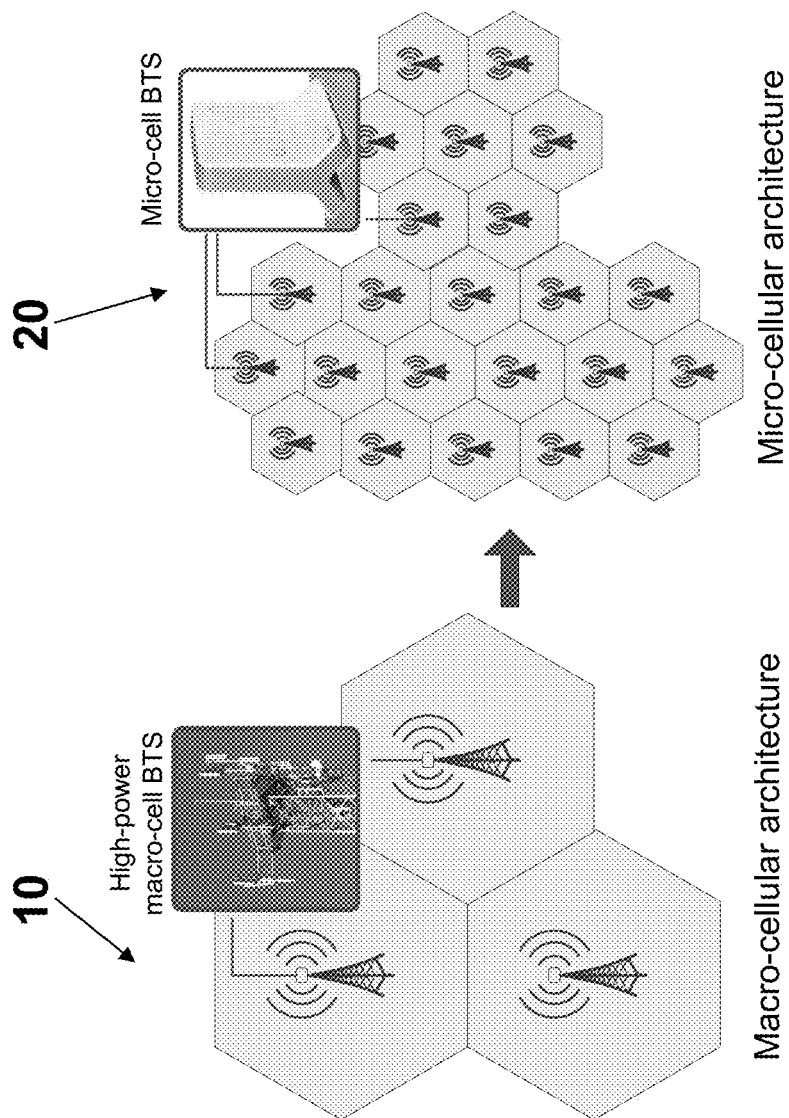 10
High-power
macro-cell BTS
Macro-cellular architecture
20
Micro-cell BTS
Micro-cellular architecture